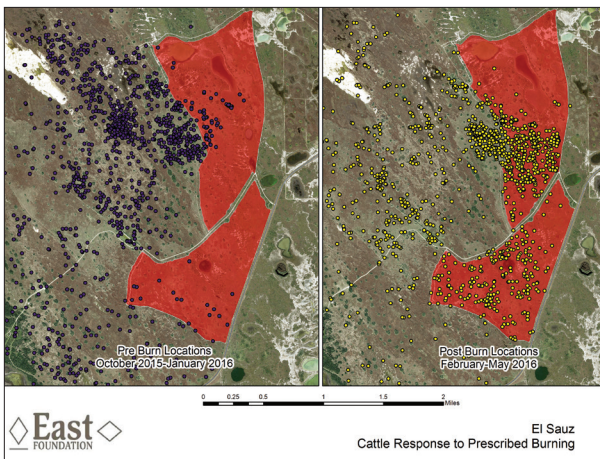 Pre Burn Locations
October 2015-January 2016
Post Burn Locations
February-May 2016
0 0.25 0.5 1 1.5 2
Miles
East
FOUNDATION
El Sauz
Cattle Response to Prescribed Burning